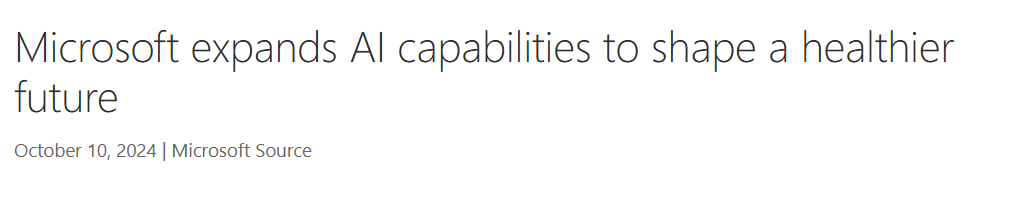 Microsoft expands AI capabilities to shape a healthier
future
October 10, 2024 | Microsoft Source